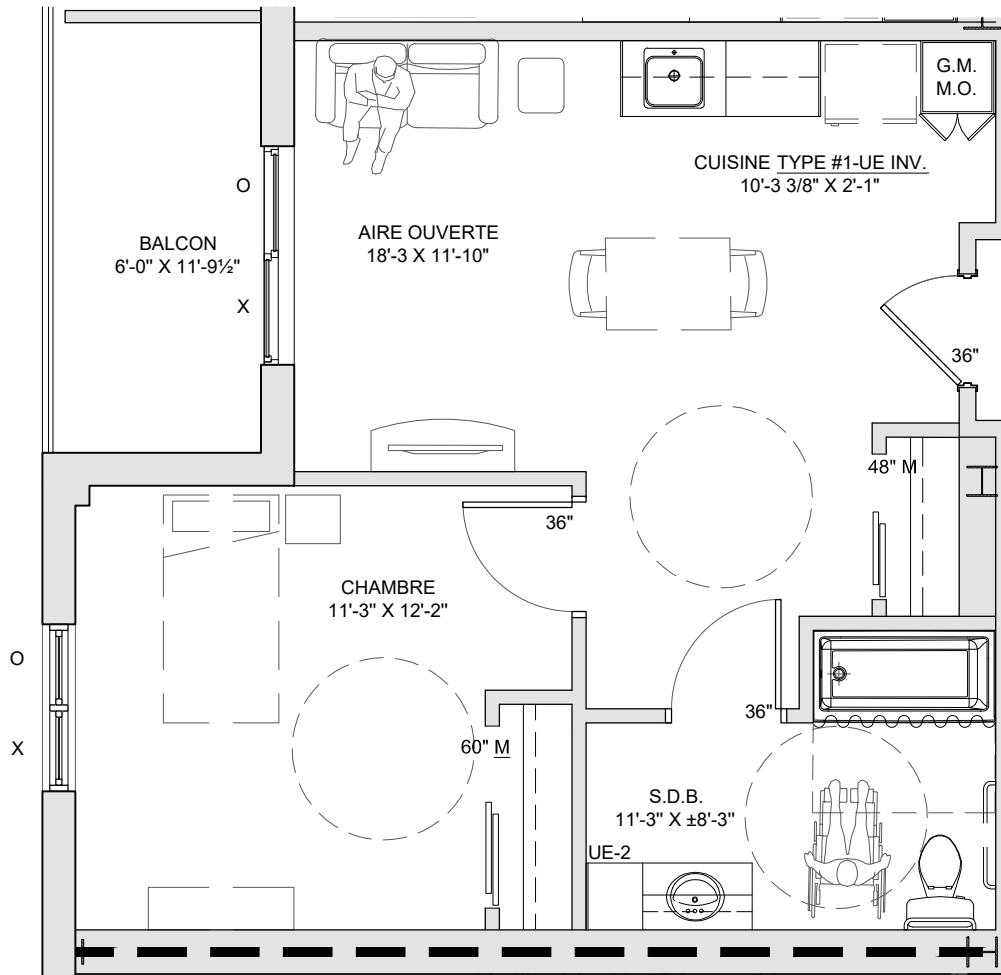 G.M.
M.O.
CUISINE TYPE #1-UE INV.
10'-3 3/8" X 2'-1"
O
AIRE OUVERTE
18'-3 X 11'-10"
BALCON
6'-0" X 11'-9½"
X
36"
48" M
36"
CHAMBRE
11'-3" X 12'-2"
O
36"
X
60" M
S.D.B.
11'-3" X ±8'-3"
UE-2